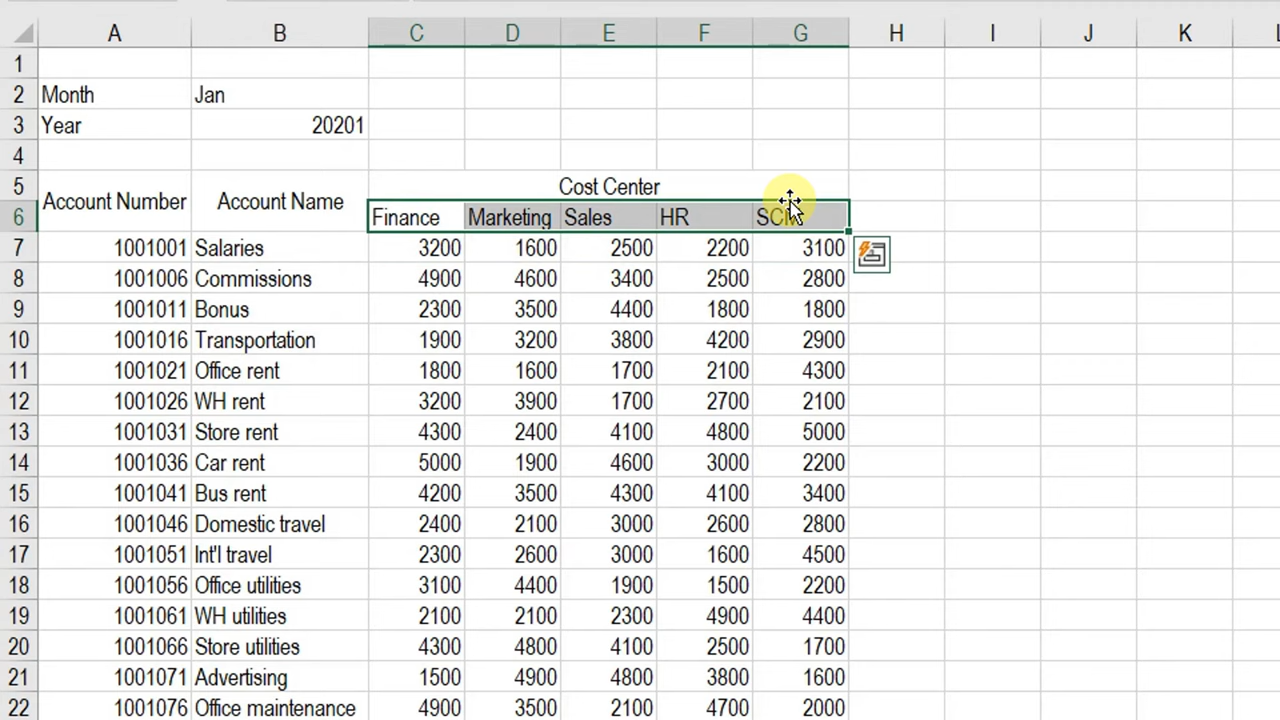 A B C D E F G H I J K L
1
2 Month Jan
3 Year 20201
4
5 Cost Center
Account Number Account Name
6 Finance Marketing Sales HR SCM
7 1001001 Salaries 3200 1600 2500 2200 3100
8 1001006 Commissions 4900 4600 3400 2500 2800
9 1001011 Bonus 2300 3500 4400 1800 1800
10 1001016 Transportation 1900 3200 3800 4200 2900
11 1001021 Office rent 1800 1600 1700 2100 4300
12 1001026 WH rent 3200 3900 1700 2700 2100
13 1001031 Store rent 4300 2400 4100 4800 5000
14 1001036 Car rent 5000 1900 4600 3000 2200
15 1001041 Bus rent 4200 3500 4300 4100 3400
16 1001046 Domestic travel 2400 2100 3000 2600 2800
17 1001051 Int'l travel 2300 2600 3000 1600 4500
18 1001056 Office utilities 3100 4400 1900 1500 2200
19 1001061 WH utilities 2100 2100 2300 4900 4400
20 1001066 Store utilities 4300 4800 4100 2500 1700
21 1001071 Advertising 1500 4900 4800 3800 1600
22 1001076 Office maintenance 4900 3500 2100 4700 2000